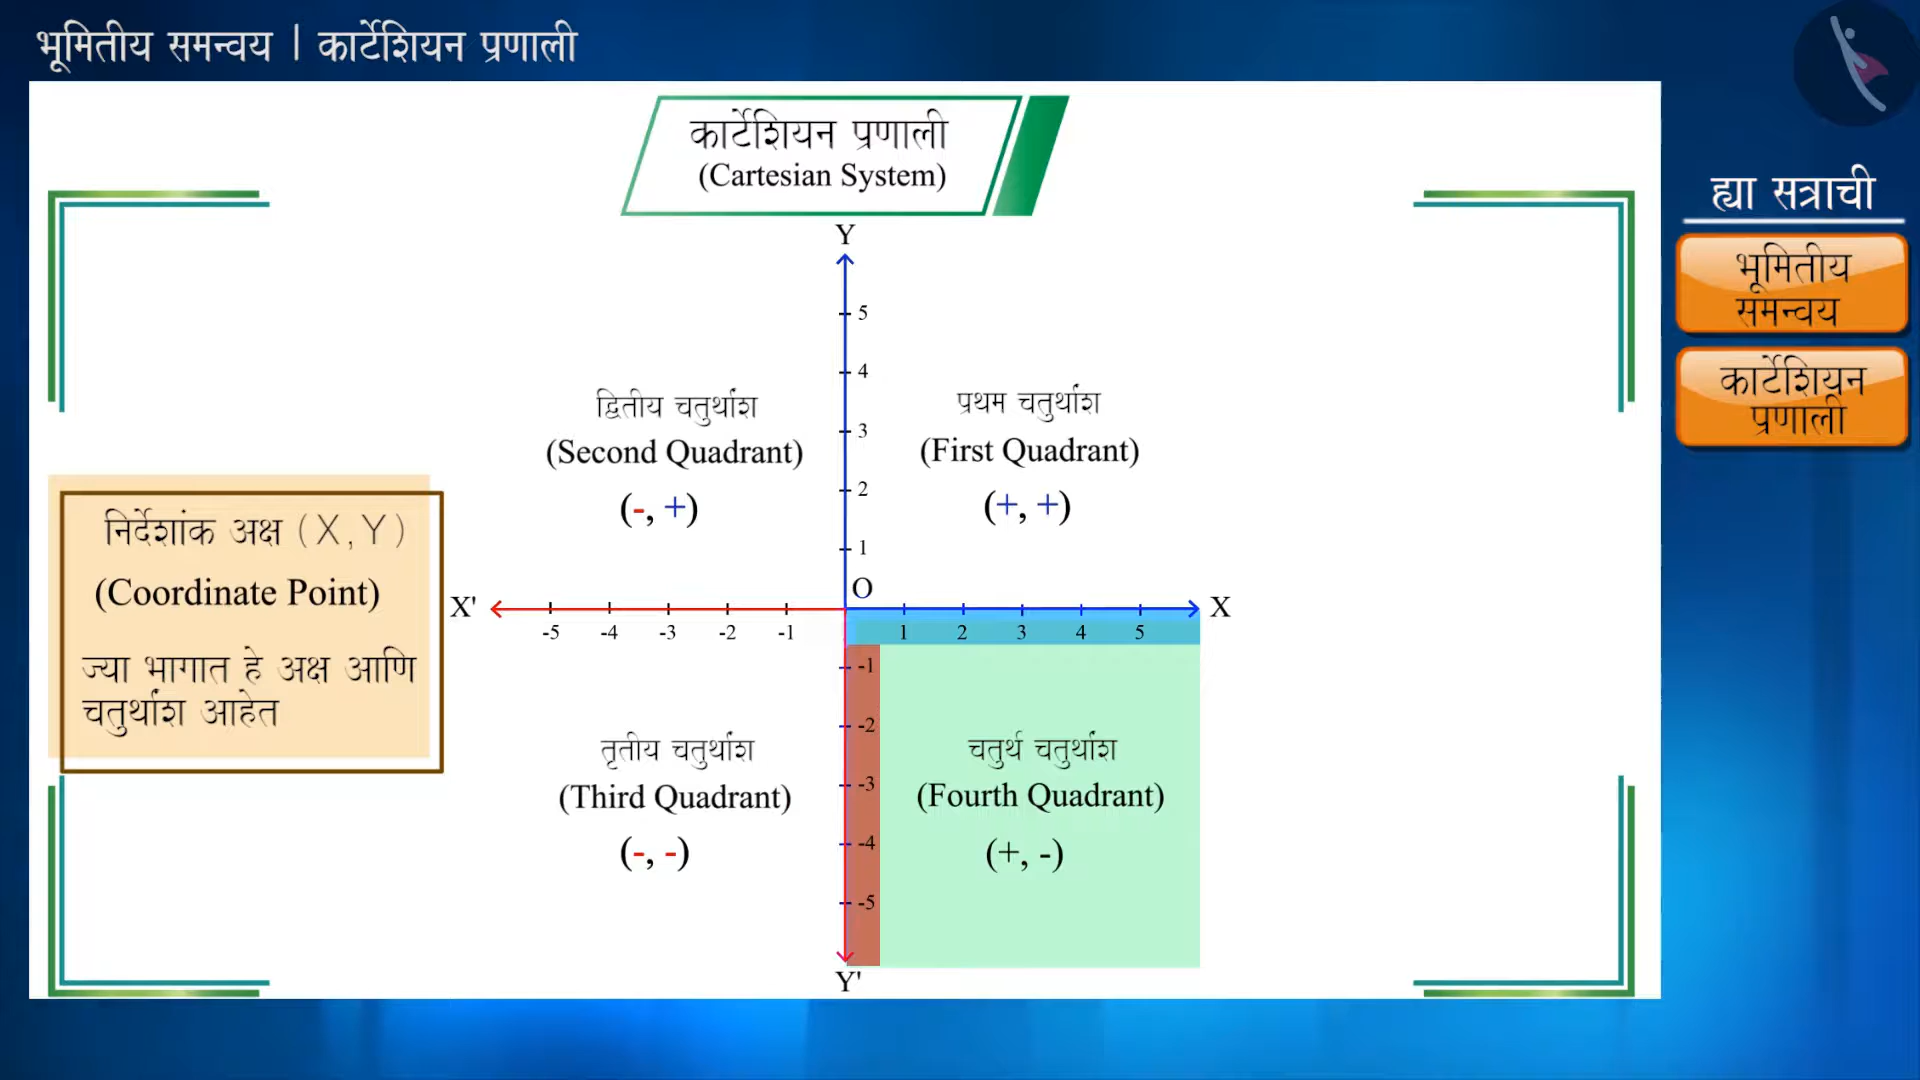 भूमितीय समन्वय | कार्टेशियन प्रणाली
कार्टेशियन प्रणाली
(Cartesian System)
ह्या सत्राची
भूमितीय
समन्वय
कार्टेशियन
प्रणाली
Y
5
4
3
2
1
द्वितीय चतुर्थांश
(Second Quadrant)
(-, +)
प्रथम चतुर्थांश
(First Quadrant)
(+, +)
निर्देशांक अक्ष (X,Y)
(Coordinate Point)
ज्या भागात हे अक्ष आणि
चतुर्थांश आहेत
O
X'
X
-5 -4 -3 -2 -1 1 2 3 4 5
-1
-2
-3
-4
-5
तृतीय चतुर्थांश
(Third Quadrant)
(-, -)
चतुर्थ चतुर्थांश
(Fourth Quadrant)
(+, -)
Y'